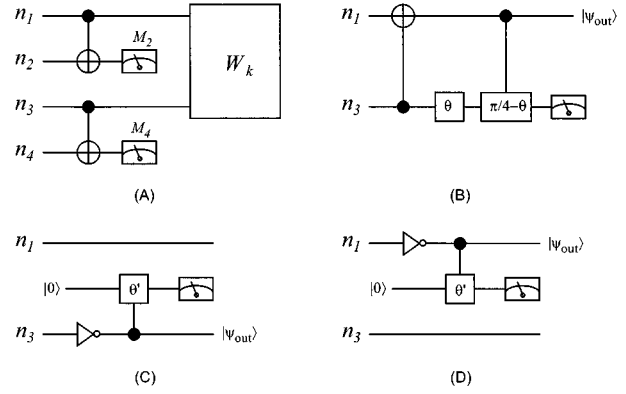 n1
n2 M2
Wk
n3
n4 M4
(A)
n1 |ψout⟩
n3 θ π/4−θ
(B)
n1
|0⟩ θ'
n3 |ψout⟩
(C)
n1 |ψout⟩
|0⟩ θ'
n3
(D)